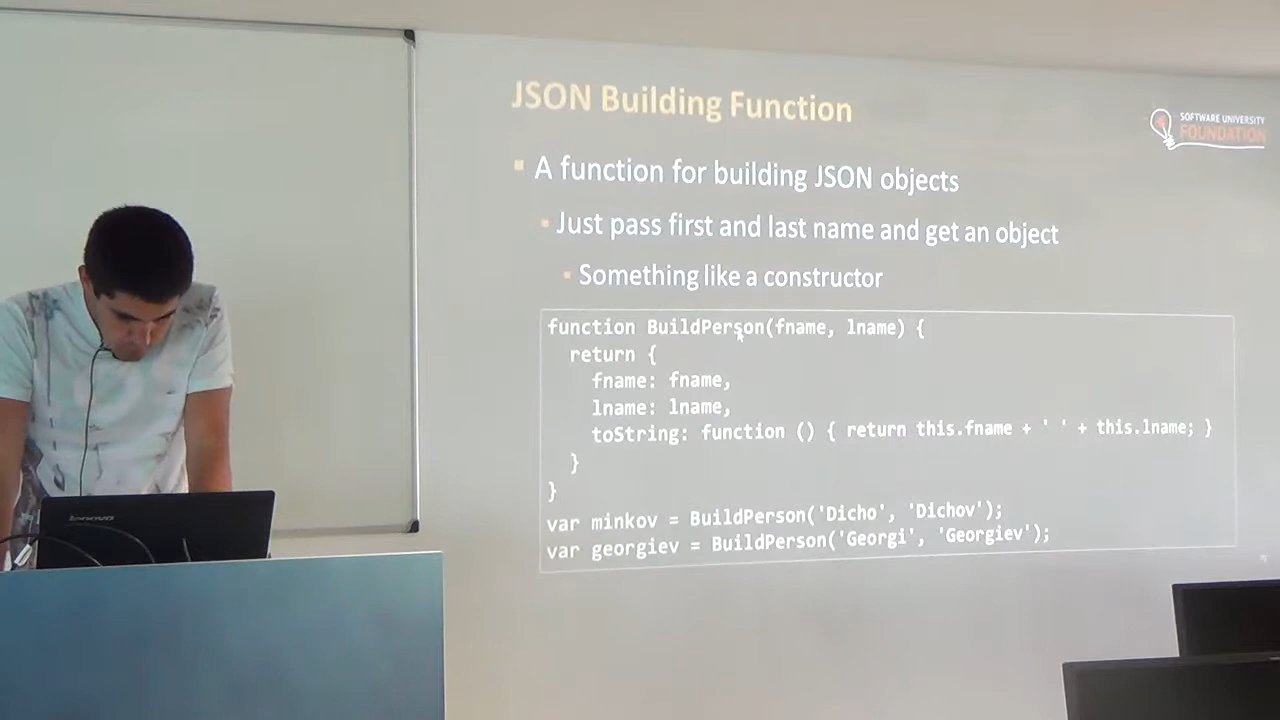 JSON Building Function
SOFTWARE UNIVERSITY
FOUNDATION
A function for building JSON objects
Just pass first and last name and get an object
Something like a constructor
function BuildPerson(fname, lname) {
return {
fname: fname,
lname: lname,
toString: function () { return this.fname + ' ' + this.lname; }
}
}
var minkov = BuildPerson('Dicho', 'Dichov');
var georgiev = BuildPerson('Georgi', 'Georgiev');
lenovo